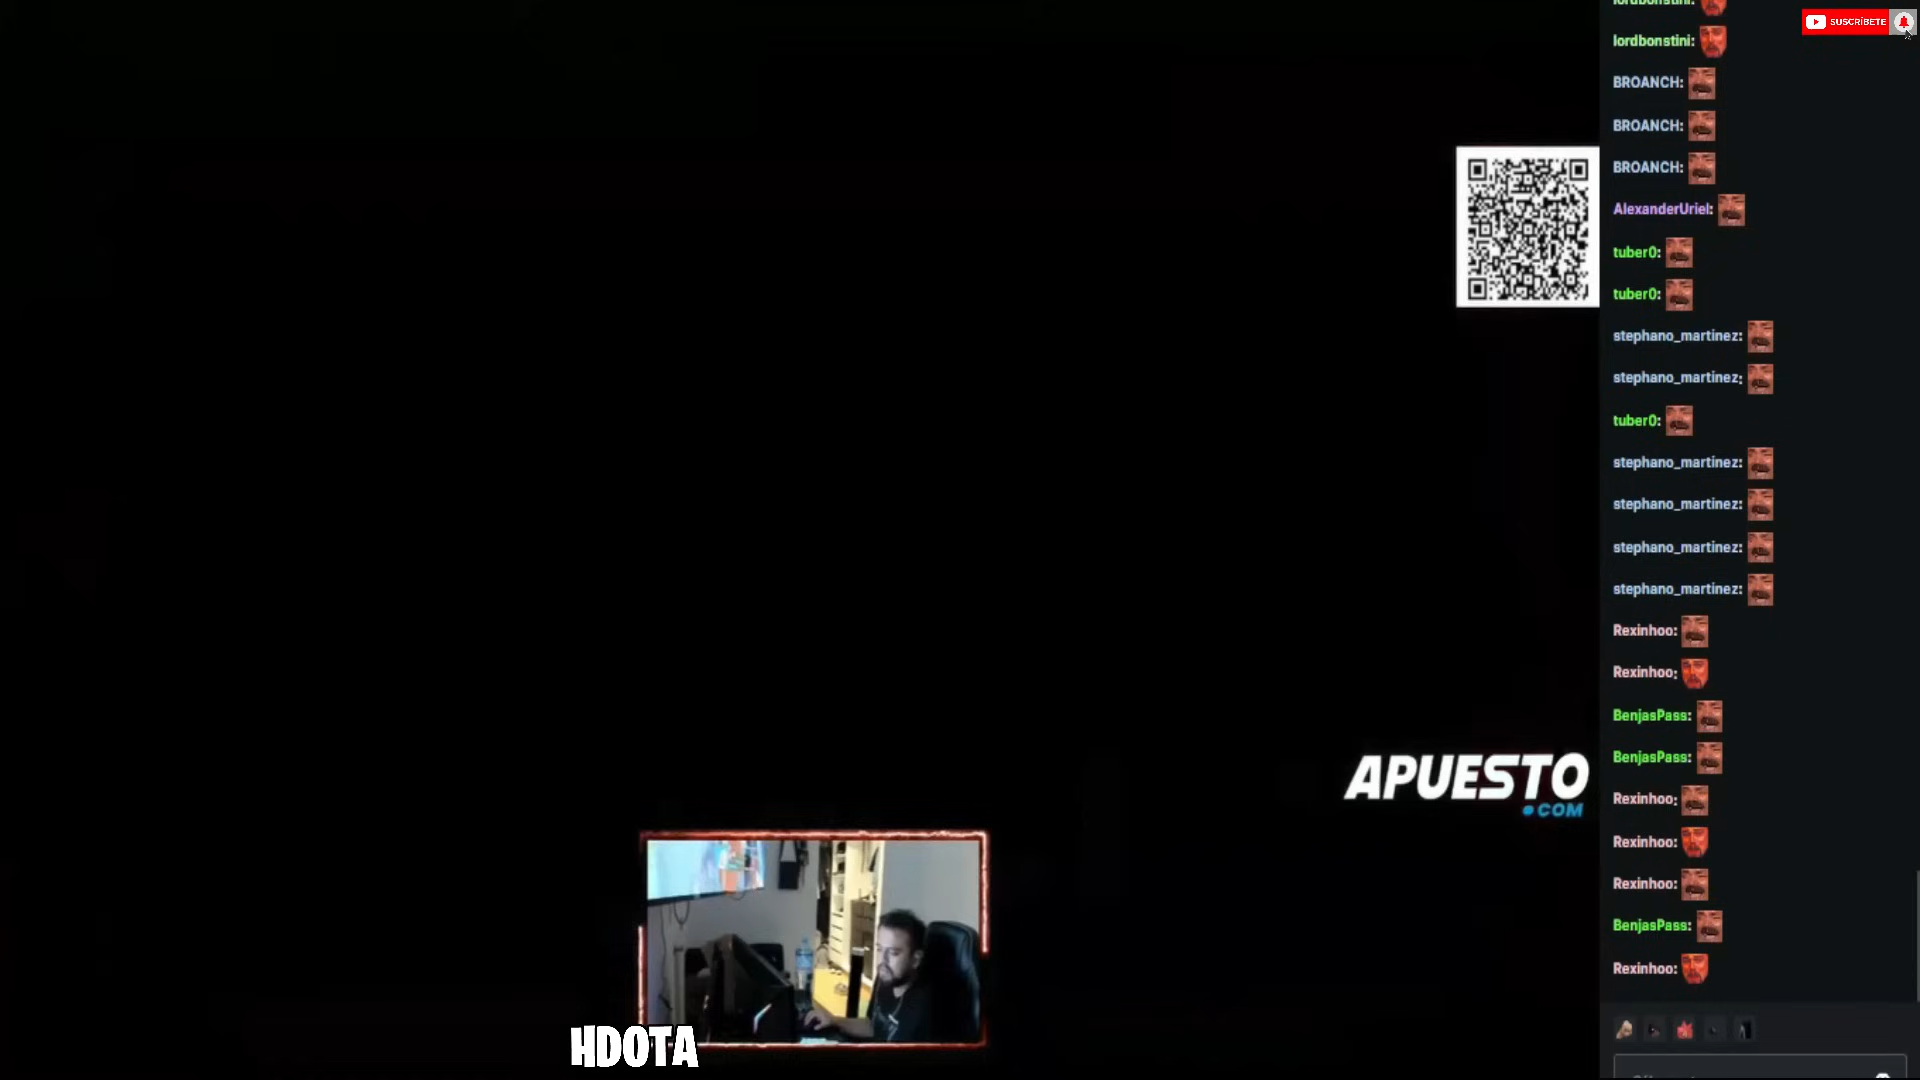 lordbonstini:
lordbonstini:
BROANCH:
BROANCH:
BROANCH:
AlexanderUriel:
tuber0:
tuber0:
stephano_martinez:
stephano_martinez:
tuber0:
stephano_martinez:
stephano_martinez:
stephano_martinez:
stephano_martinez:
Rexinhoo:
Rexinhoo:
BenjasPass:
BenjasPass:
Rexinhoo:
Rexinhoo:
Rexinhoo:
BenjasPass:
Rexinhoo:
SUSCRÍBETE
APUESTO
.COM
HDOTA